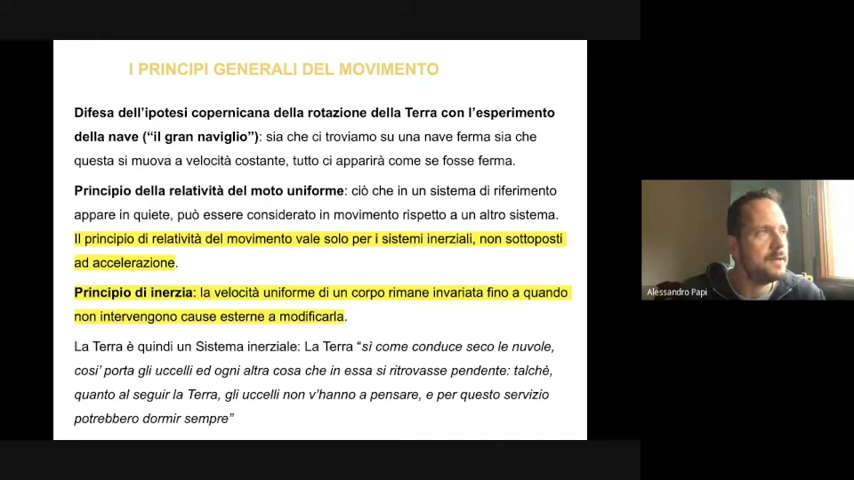 I PRINCIPI GENERALI DEL MOVIMENTO
Difesa dell'ipotesi copernicana della rotazione della Terra con l'esperimento
della nave ("il gran naviglio"): sia che ci troviamo su una nave ferma sia che
questa si muova a velocità costante, tutto ci apparirà come se fosse ferma.
Principio della relatività del moto uniforme: ciò che in un sistema di riferimento
appare in quiete, può essere considerato in movimento rispetto a un altro sistema.
Il principio di relatività del movimento vale solo per i sistemi inerziali, non sottoposti
ad accelerazione.
Principio di inerzia: la velocità uniforme di un corpo rimane invariata fino a quando
non intervengono cause esterne a modificarla.
La Terra è quindi un Sistema inerziale: La Terra "sì come conduce seco le nuvole,
cosi' porta gli uccelli ed ogni altra cosa che in essa si ritrovasse pendente: talchè,
quanto al seguir la Terra, gli uccelli non v'hanno a pensare, e per questo servizio
potrebbero dormir sempre"
Alessandro Papi